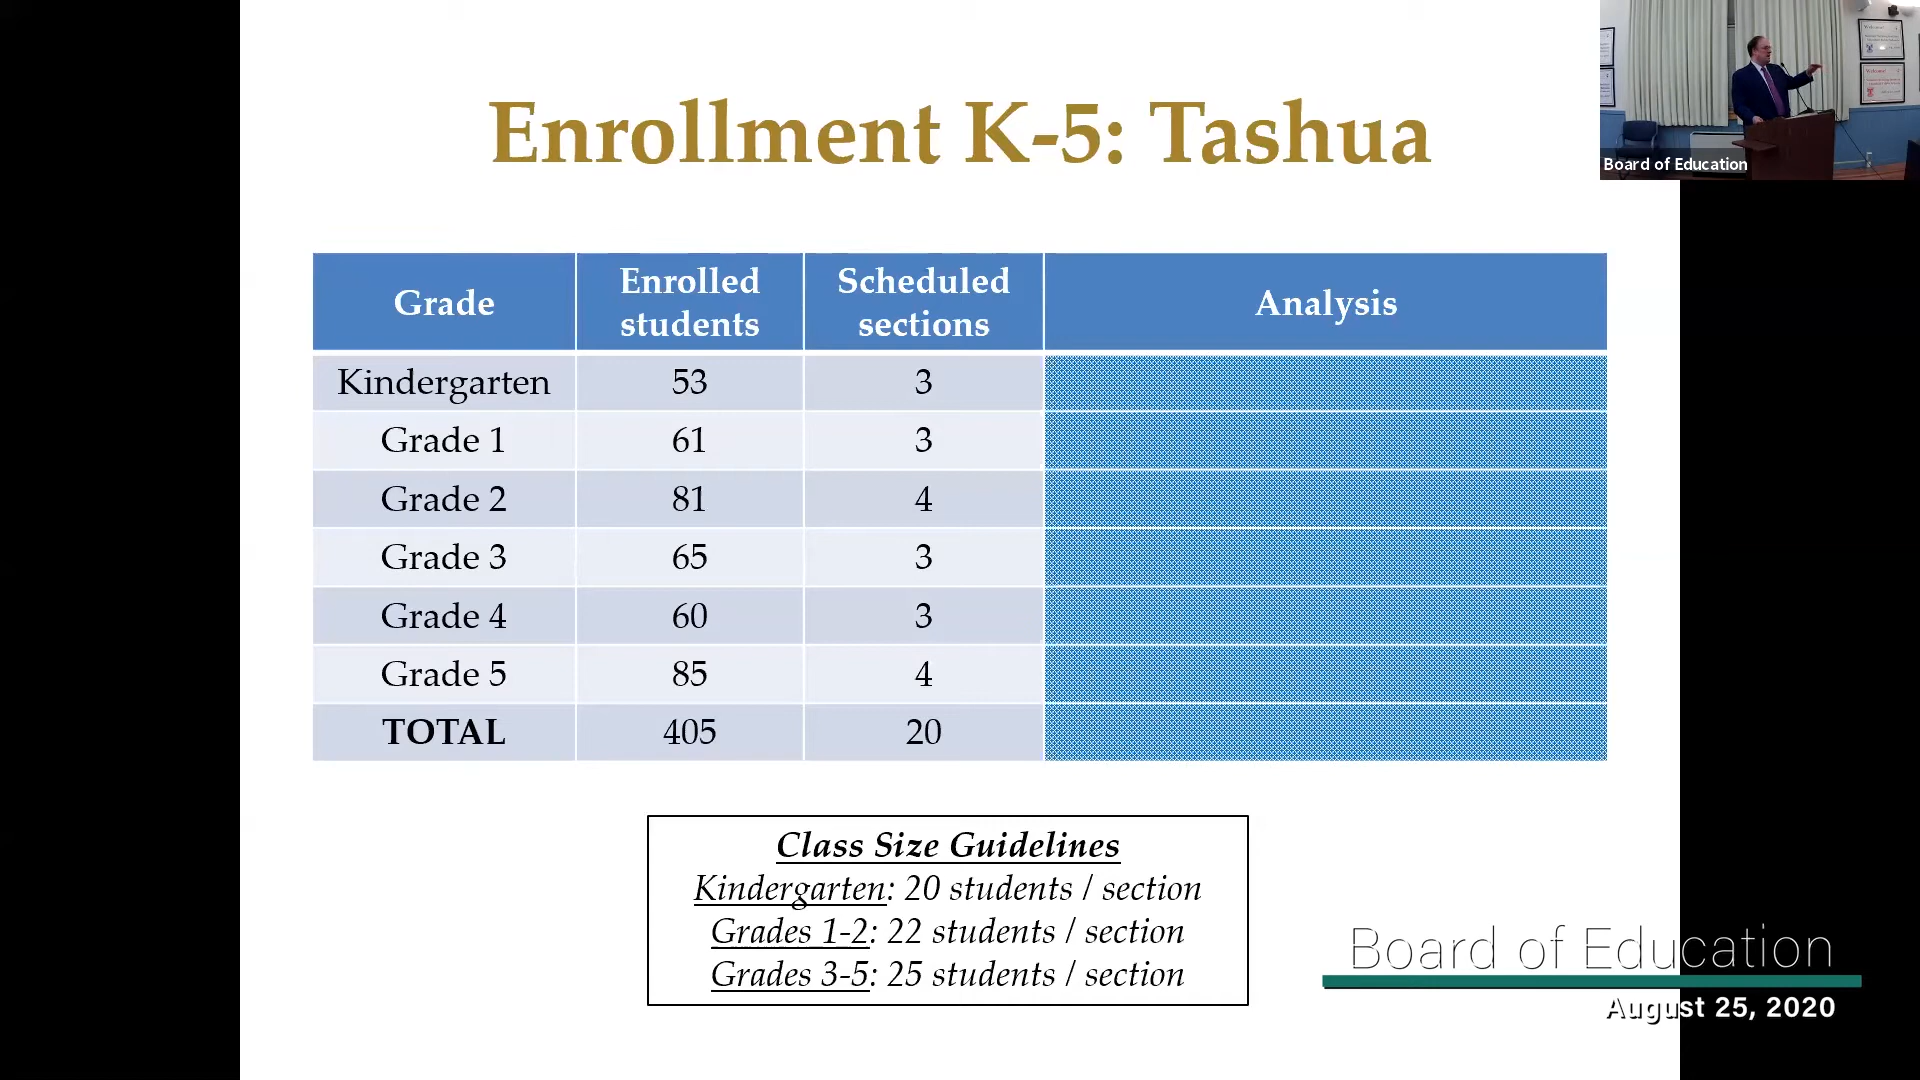 Enrollment K-5: Tashua
Grade
Enrolled students
Scheduled sections
Analysis
Kindergarten 53 3
Grade 1 61 3
Grade 2 81 4
Grade 3 65 3
Grade 4 60 3
Grade 5 85 4
TOTAL 405 20
Class Size Guidelines
Kindergarten: 20 students / section
Grades 1-2: 22 students / section
Grades 3-5: 25 students / section
Board of Education
August 25, 2020
Welcome!
Welcome!
Board of Education